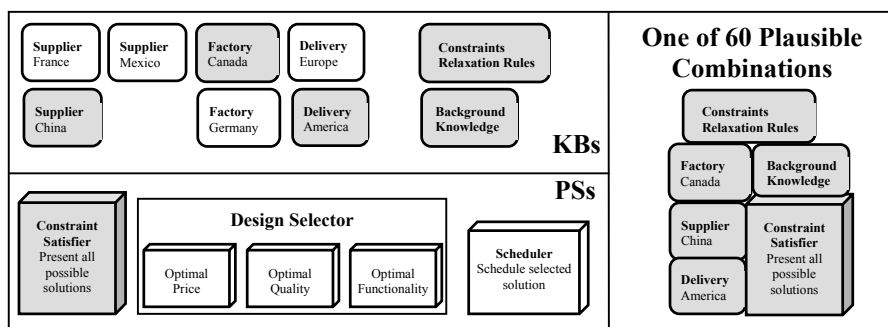 Supplier
France
Supplier
Mexico
Factory
Canada
Delivery
Europe
Constraints
Relaxation Rules
Supplier
China
Factory
Germany
Delivery
America
Background
Knowledge
KBs
PSs
Constraint
Satisfier
Present all
possible
solutions
Design Selector
Optimal
Price
Optimal
Quality
Optimal
Functionality
Scheduler
Schedule selected
solution
One of 60 Plausible
Combinations
Constraints
Relaxation Rules
Factory
Canada
Background
Knowledge
Supplier
China
Constraint
Satisfier
Present all
possible
solutions
Delivery
America